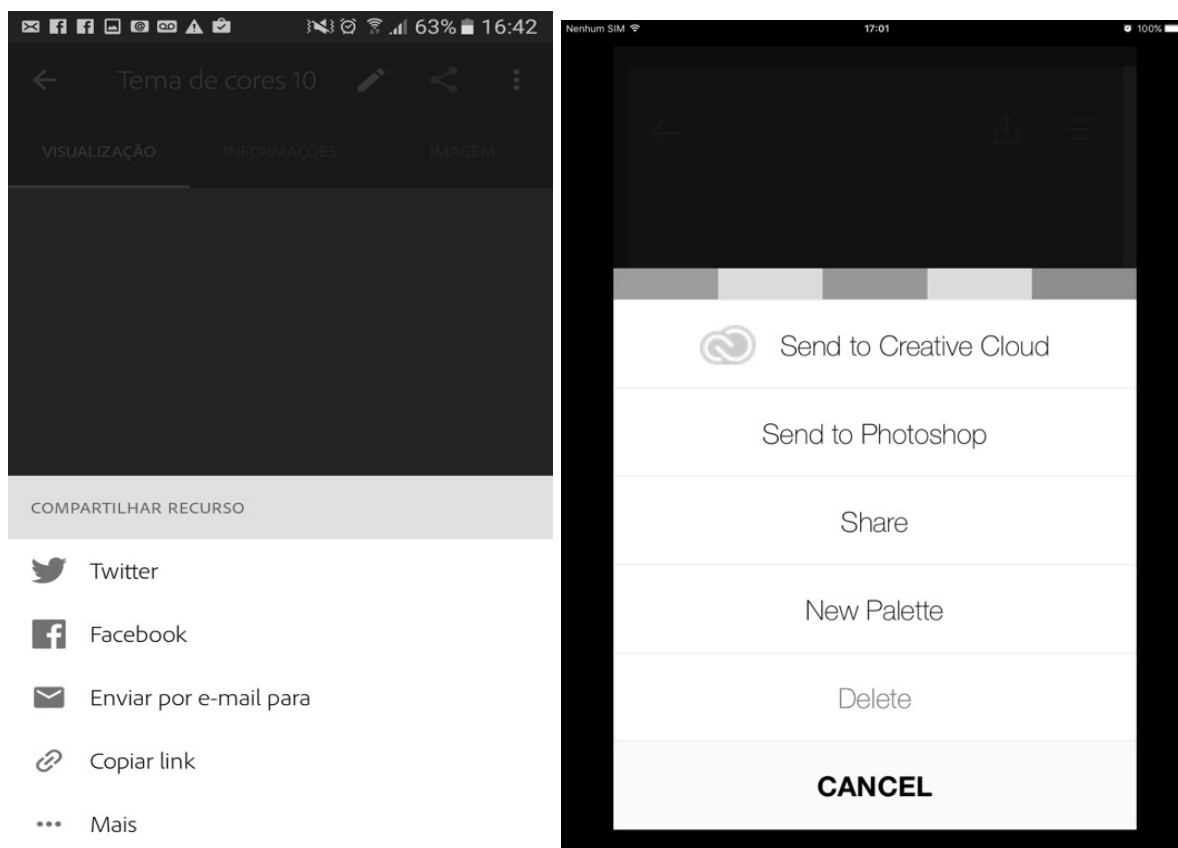 63% 16:42
Tema de cores 10
VISUALIZAÇÃO INFORMAÇÕES IMAGEM
COMPARTILHAR RECURSO
Twitter
Facebook
Enviar por e-mail para
Copiar link
Mais
Nenhum SIM 17:01 100%
Send to Creative Cloud
Send to Photoshop
Share
New Palette
Delete
CANCEL